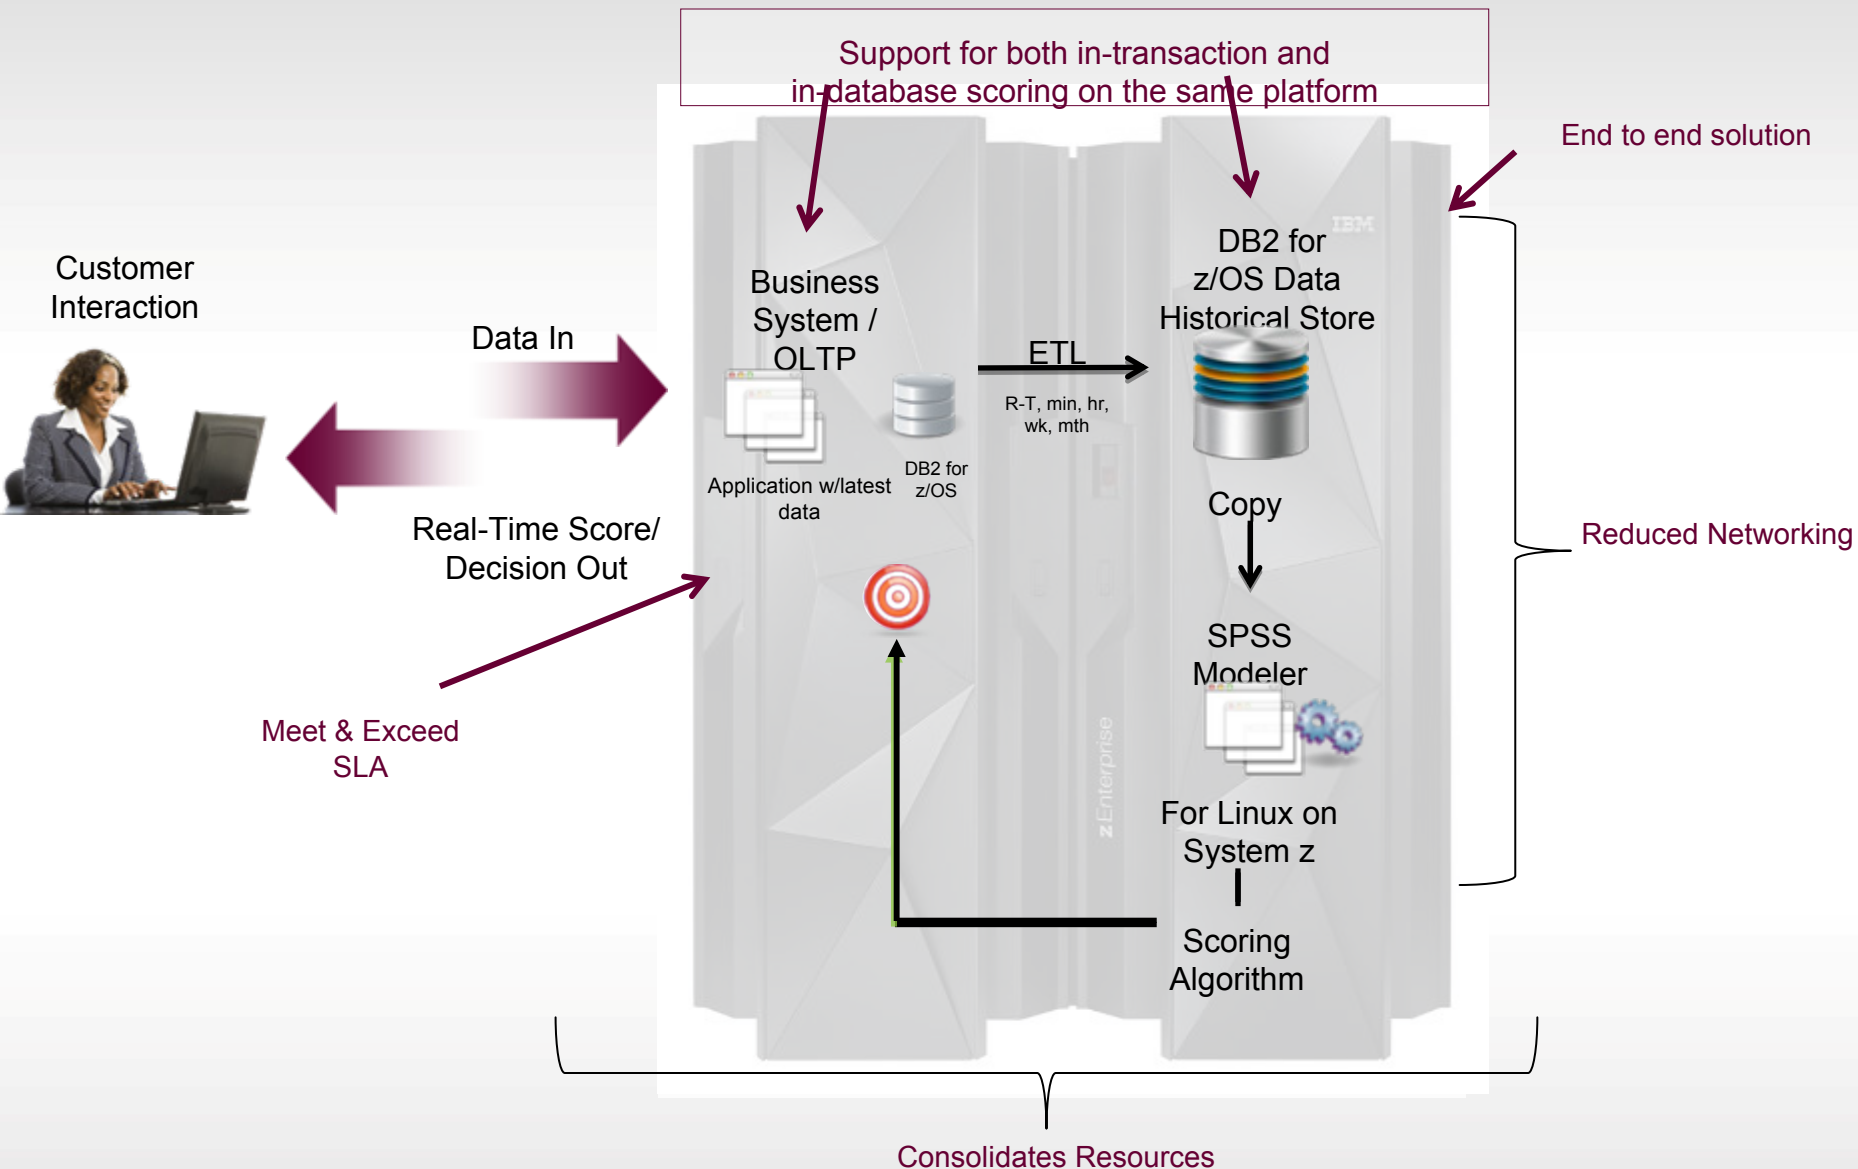 Support for both in-transaction and
in-database scoring on the same platform
End to end solution
IBM
Customer
Interaction
Data In
Business
System /
OLTP
ETL
R-T, min, hr,
wk, mth
DB2 for
z/OS Data
Historical Store
Application w/latest
data
DB2 for
z/OS
Real-Time Score/
Decision Out
Copy
Reduced Networking
SPSS
Modeler
Meet & Exceed
SLA
zEnterprise
For Linux on
System z
Scoring
Algorithm
Consolidates Resources